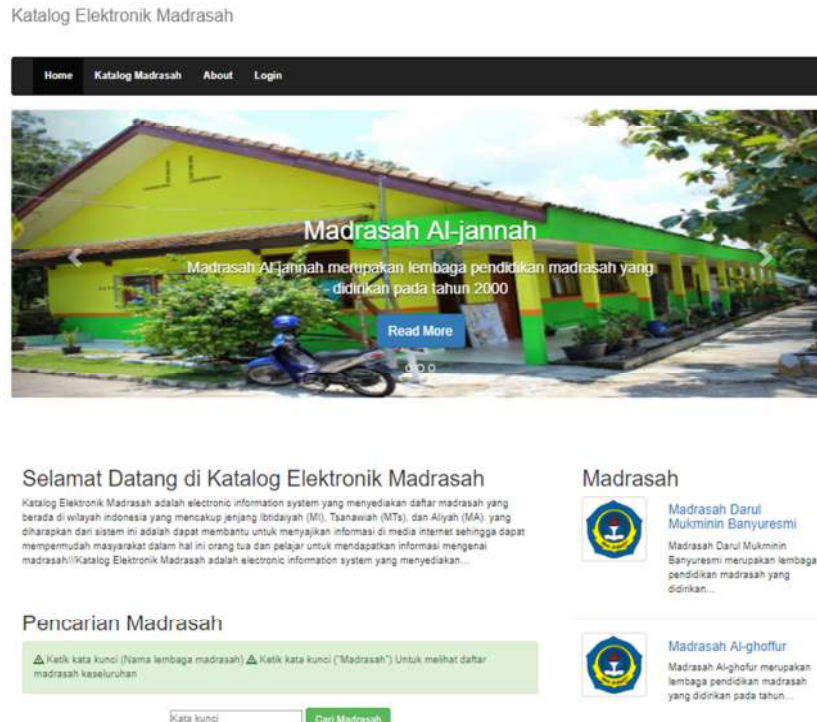 Katalog Elektronik Madrasah
Home Katalog Madrasah About Login
Madrasah Al-jannah
Madrasah Al-jannah merupakan lembaga pendidikan madrasah yang
didirikan pada tahun 2000
Read More
Selamat Datang di Katalog Elektronik Madrasah
Katalog Elektronik Madrasah adalah electronic information system yang menyediakan daftar madrasah yang
berada di wilayah indonesia yang mencakup jenjang Ibtidaiyah (MI), Tsanawiah (MTs), dan Aliyah (MA). yang
diharapkan dari sistem ini adalah dapat membantu untuk menyajikan informasi di media internet sehingga dapat
mempermudah masyarakat dalam hal ini orang tua dan pelajar untuk mendapatkan informasi mengenai
madrasah!!!Katalog Elektronik Madrasah adalah electronic information system yang menyediakan...
Pencarian Madrasah
Ketik kata kunci (Nama lembaga madrasah) Ketik kata kunci ("Madrasah") Untuk melihat daftar
madrasah keseluruhan
Kata kunci Cari Madrasah
Madrasah
Madrasah Darul
Mukminin Banyuresmi
Madrasah Darul Mukminin
Banyuresmi merupakan lembaga
pendidikan madrasah yang
didirikan...
Madrasah Al-ghoffur
Madrasah Al-ghofur merupakan
lembaga pendidikan madrasah
yang didirikan pada tahun...